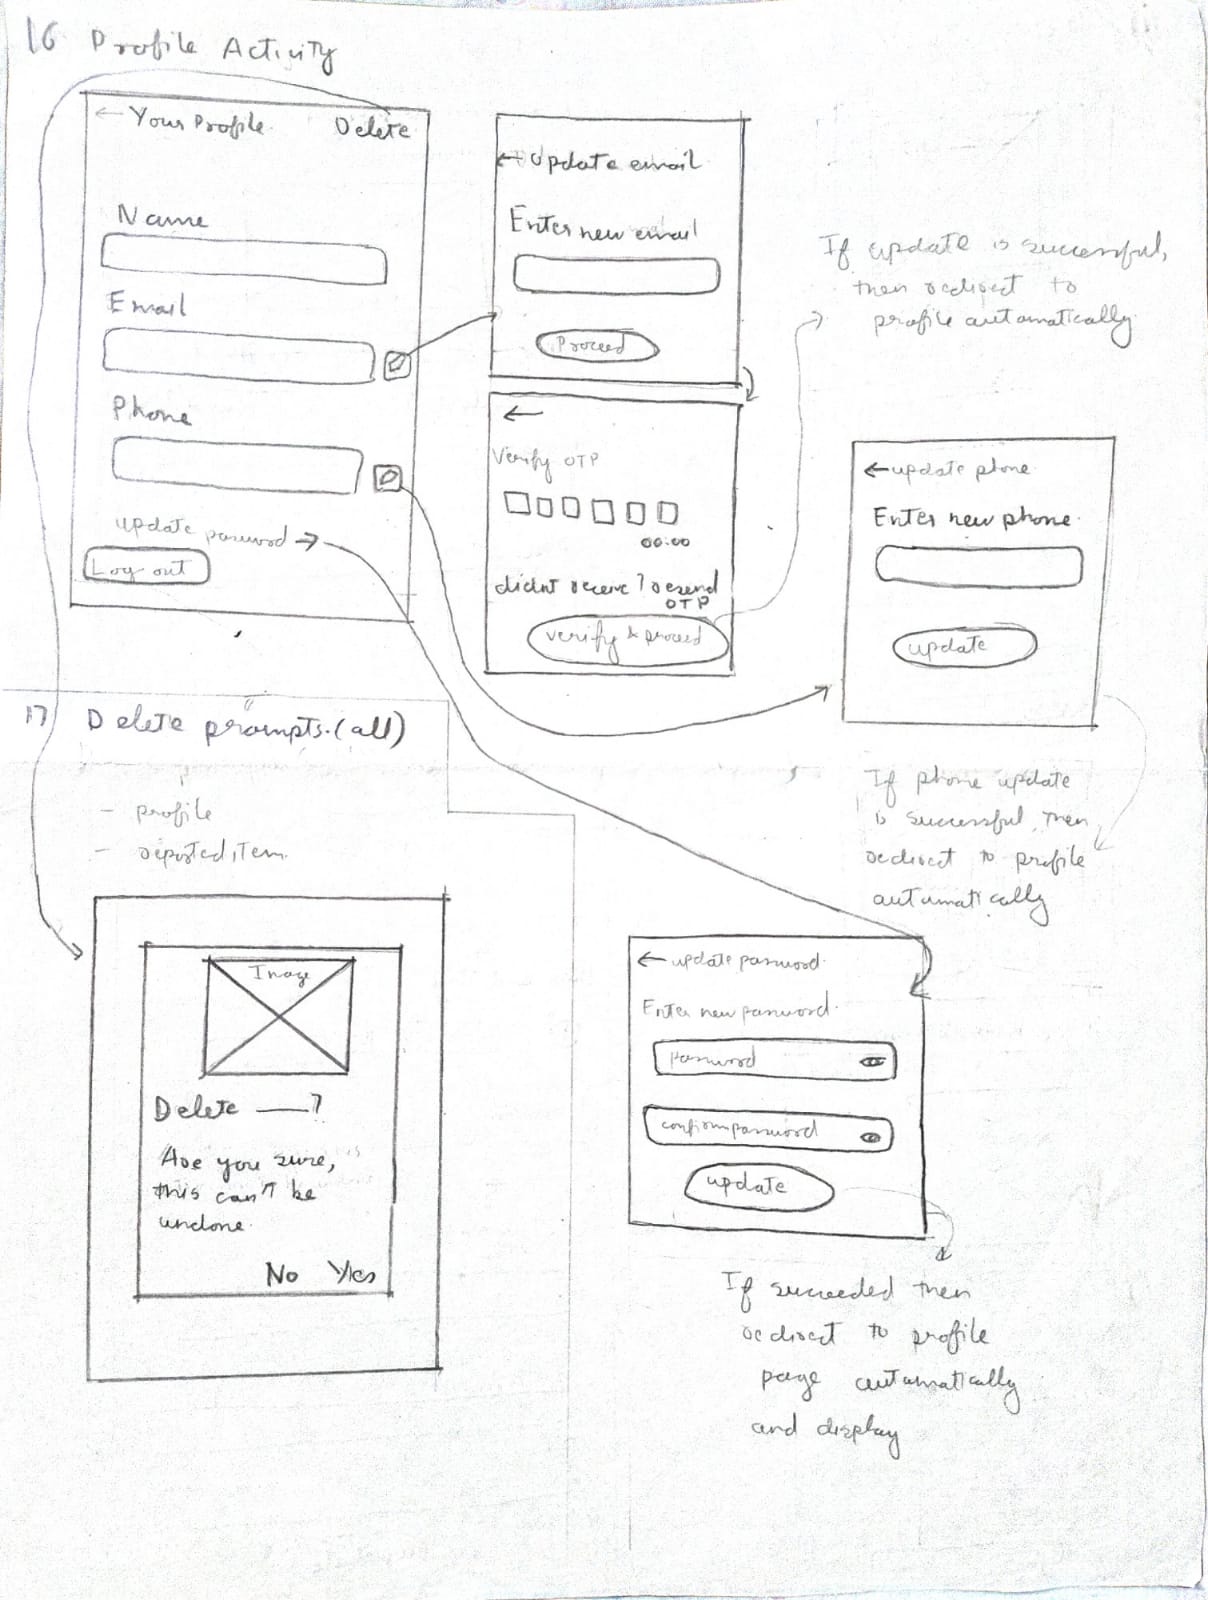 16. Profile Activity
← Your Profile Delete
Name
Email
Phone
update password →
Log out
← Update email
Enter new email
Proceed
←
Verify OTP
00:00
didnt receive? resend
OTP
verify & proceed
If update is successful,
then redirect to
profile automatically
← update phone
Enter new phone
update
If phone update
is successful, then
redirect to profile
automatically
17 Delete prompts. (all)
- profile
- reported item.
Image
Delete ___?
Are you sure,
this can't be
undone.
No Yes
← update password
Enter new password
password
confirm password
update
If succeeded then
redirect to profile
page automatically
and display